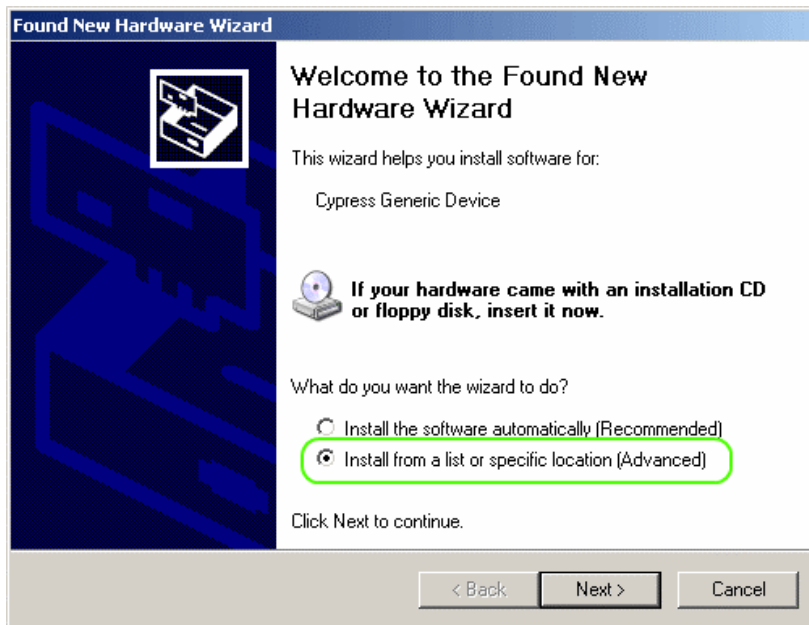 Found New Hardware Wizard
Welcome to the Found New
Hardware Wizard
This wizard helps you install software for:
Cypress Generic Device
If your hardware came with an installation CD
or floppy disk, insert it now.
What do you want the wizard to do?
Install the software automatically (Recommended)
Install from a list or specific location (Advanced)
Click Next to continue.
< Back
Next >
Cancel